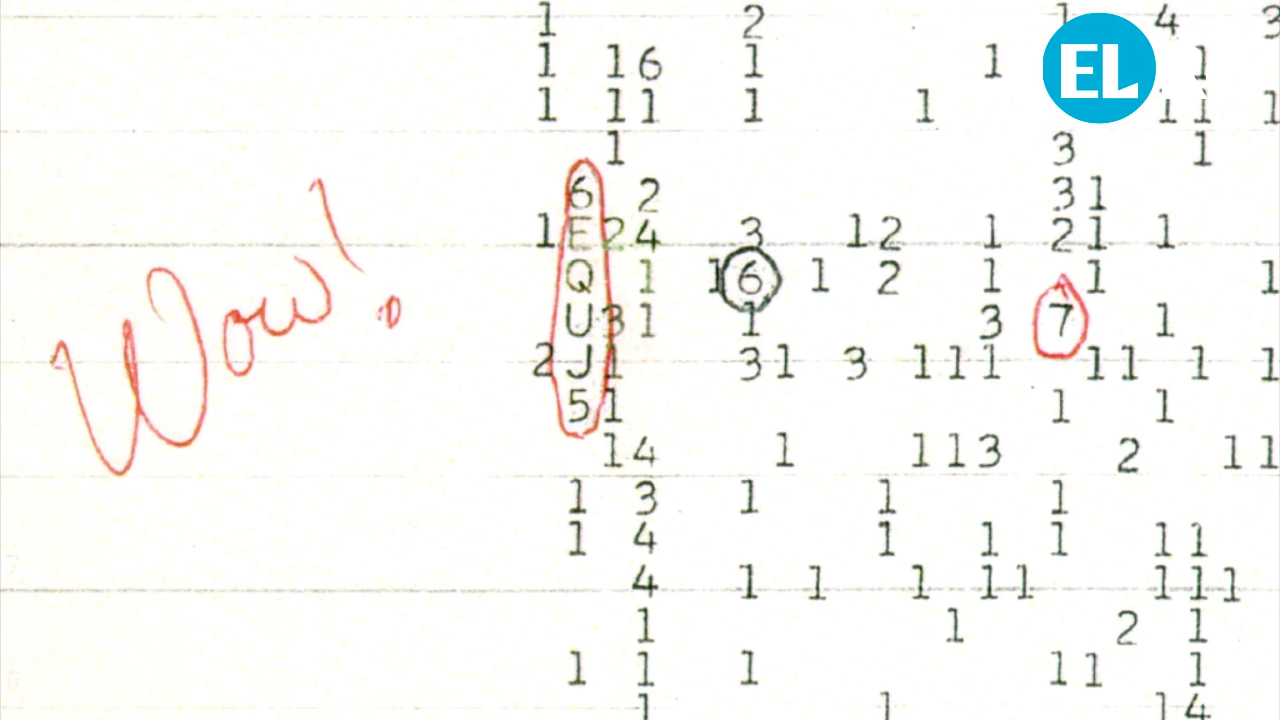 1 2 1 4 3
1 16 1 1 1
1 11 1 1 11 1
EL
1 3 1
6 2 31
1E24 3 12 1 21 1
Q 1 16 1 2 1 1 1
U31 1 3 7 1
2J1 31 3 111 11 1 1
51 1 1
14 1 113 2 11
1 3 1 1 1
1 4 1 1 1 11
4 1 1 1 11 111
1 1 2 1
1 1 1 11 1
1 1 14
Wow!